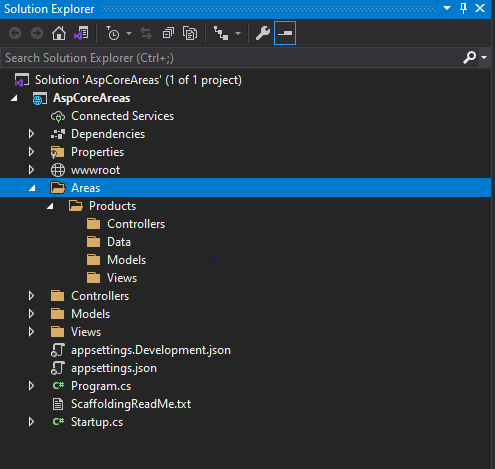 Solution Explorer
Search Solution Explorer (Ctrl+;)
Solution 'AspCoreAreas' (1 of 1 project)
AspCoreAreas
Connected Services
Dependencies
Properties
wwwroot
Areas
Products
Controllers
Data
Models
Views
Controllers
Models
Views
appsettings.Development.json
appsettings.json
C# Program.cs
ScaffoldingReadMe.txt
C# Startup.cs